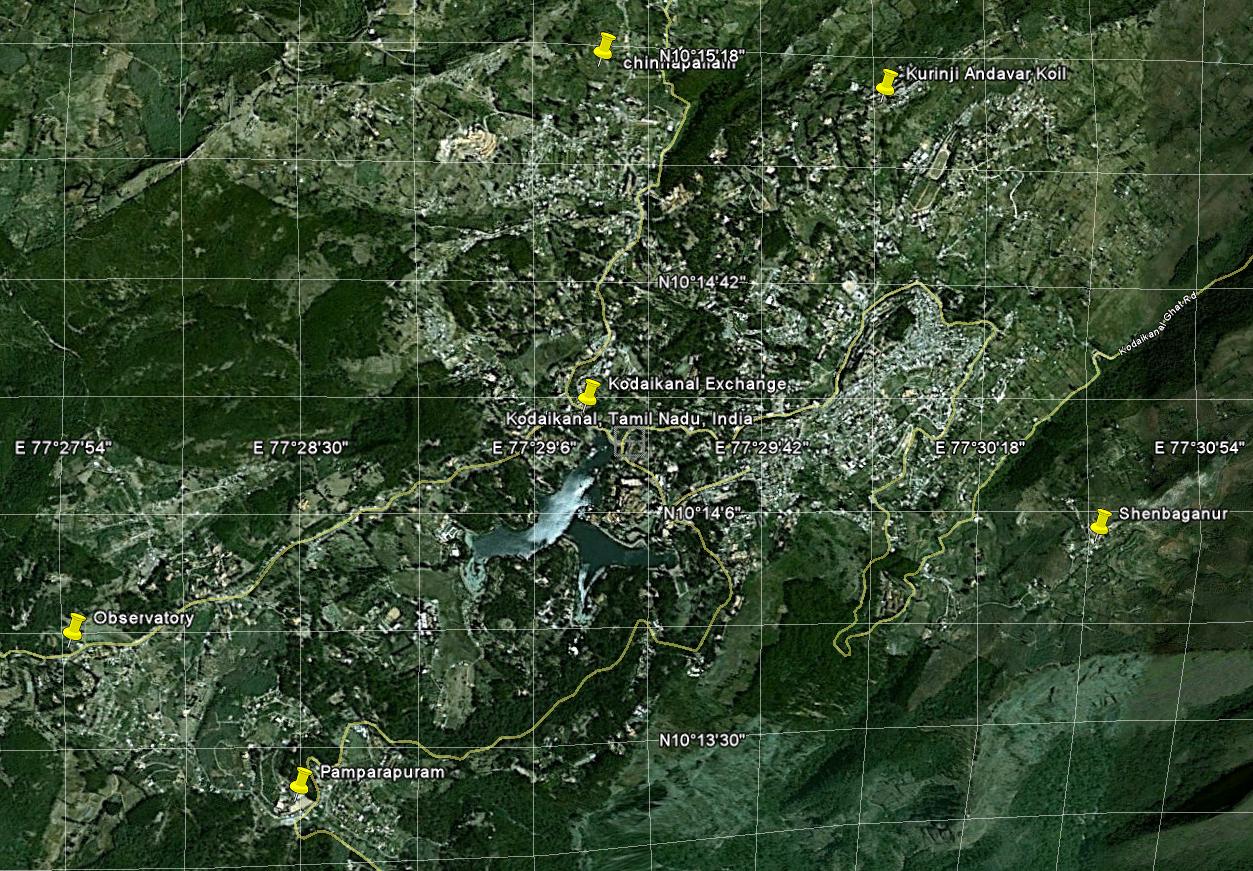 N10°15'18"
chinnapallam
Kurinji Andavar Koil
N10°14'42"
Kodaikanal Ghat Rd
Kodaikanal Exchange...
Kodaikanal, Tamil Nadu, India
E 77°27'54"
E 77°28'30"
E 77°29'6"
E 77°29'42"
E 77°30'18"
E 77°30'54"
N10°14'6"
Shenbaganur
Observatory
N10°13'30"
Pamparapuram